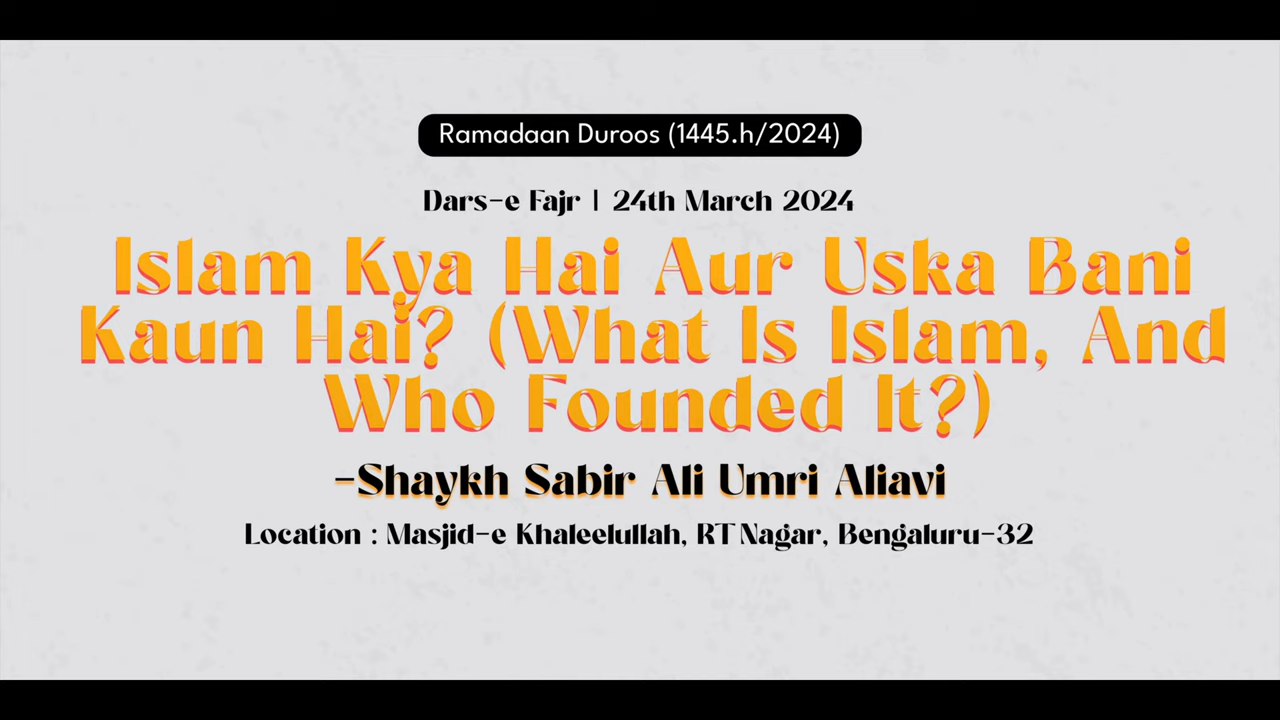 Ramadaan Duroos (1445.h/2024)
Dars-e Fajr | 24th March 2024
Islam Kya Hai Aur Uska Bani
Kaun Hai? (What Is Islam, And
Who Founded It?)
-Shaykh Sabir Ali Umri Aliavi
Location : Masjid-e Khaleelullah, RT Nagar, Bengaluru-32